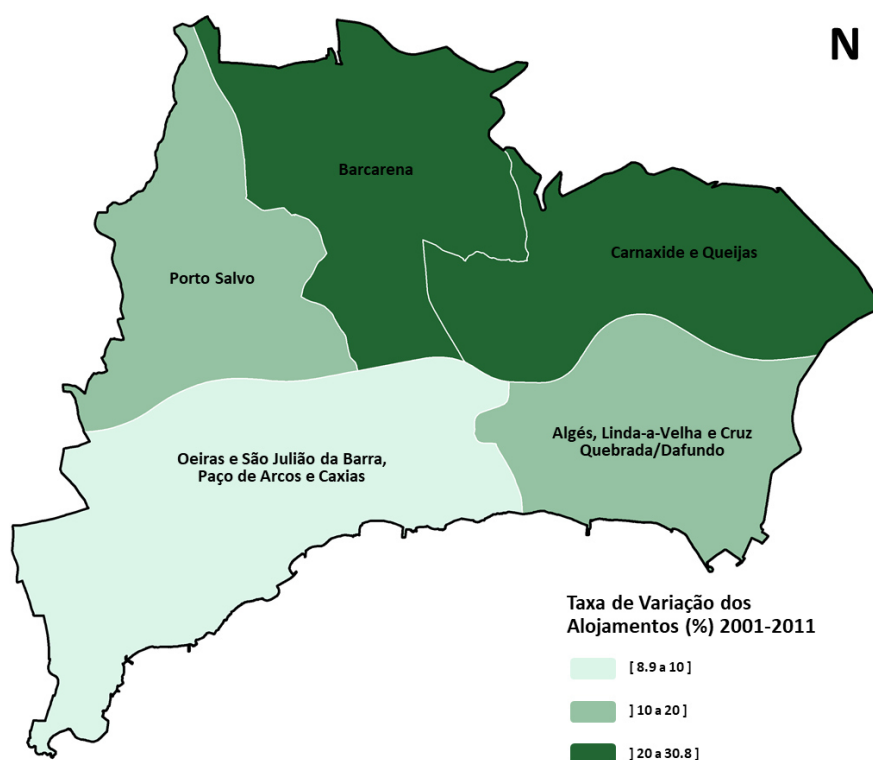 N
Barcarena
Carnaxide e Queijas
Porto Salvo
Algés, Linda-a-Velha e Cruz
Quebrada/Dafundo
Oeiras e São Julião da Barra,
Paço de Arcos e Caxias
Taxa de Variação dos
Alojamentos (%) 2001-2011
[ 8.9 a 10 ]
] 10 a 20 ]
] 20 a 30.8 ]